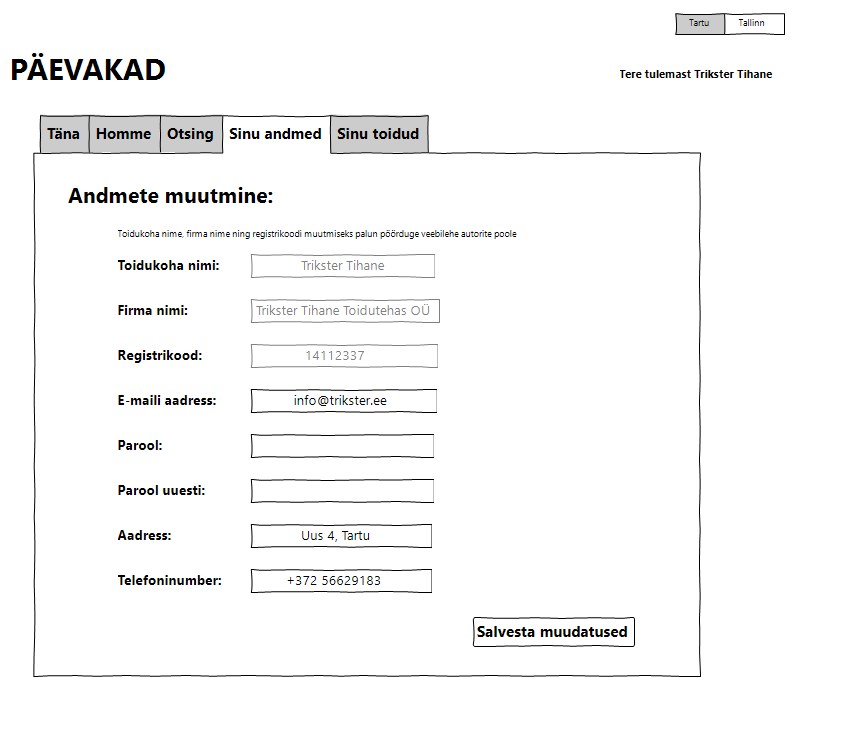 Tartu Tallinn
PÄEVAKAD
Tere tulemast Trikster Tihane
Täna Homme Otsing Sinu andmed Sinu toidud
Andmete muutmine:
Toidukoha nime, firma nime ning registrikoodi muutmiseks palun pöörduge veebilehe autorite poole
Toidukoha nimi: Trikster Tihane
Firma nimi: Trikster Tihane Toidutehas OÜ
Registrikood: 14112337
E-maili aadress: info@trikster.ee
Parool:
Parool uuesti:
Aadress: Uus 4, Tartu
Telefoninumber: +372 56629183
Salvesta muudatused